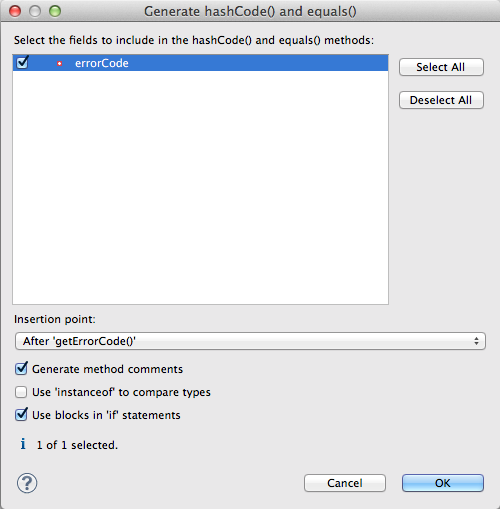 Generate hashCode() and equals()
Select the fields to include in the hashCode() and equals() methods:
errorCode
Select All
Deselect All
Insertion point:
After 'getErrorCode()'
Generate method comments
Use 'instanceof' to compare types
Use blocks in 'if' statements
i 1 of 1 selected.
? Cancel OK